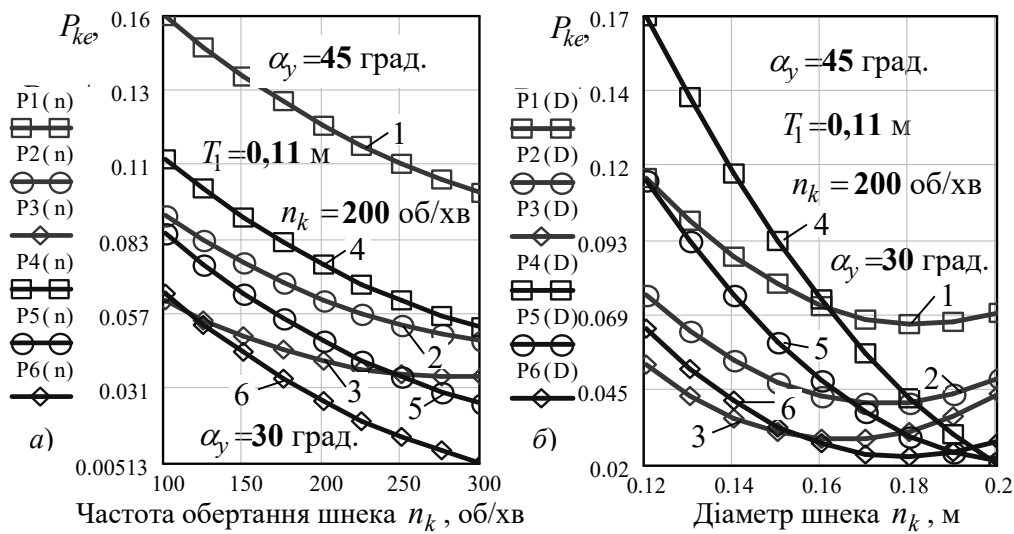 P_ke,
0.16
0.13
0.11
0.083
0.057
0.031
0.00513
P1(n)
P2(n)
P3(n)
P4(n)
P5(n)
P6(n)
а)
α_y =45 град.
T_1 =0,11 м
n_k = 200 об/хв
α_y =30 град.
1
4
2
3
5
6
100
150
200
250
300
Частота обертання шнека n_k , об/хв
P_ke,
0.17
0.14
0.12
0.093
0.069
0.045
0.02
P1(D)
P2(D)
P3(D)
P4(D)
P5(D)
P6(D)
б)
α_y =45 град.
T_1 =0,11 м
n_k = 200 об/хв
4
α_y =30 град.
1
5
2
6
3
0.12
0.14
0.16
0.18
0.2
Діаметр шнека n_k , м